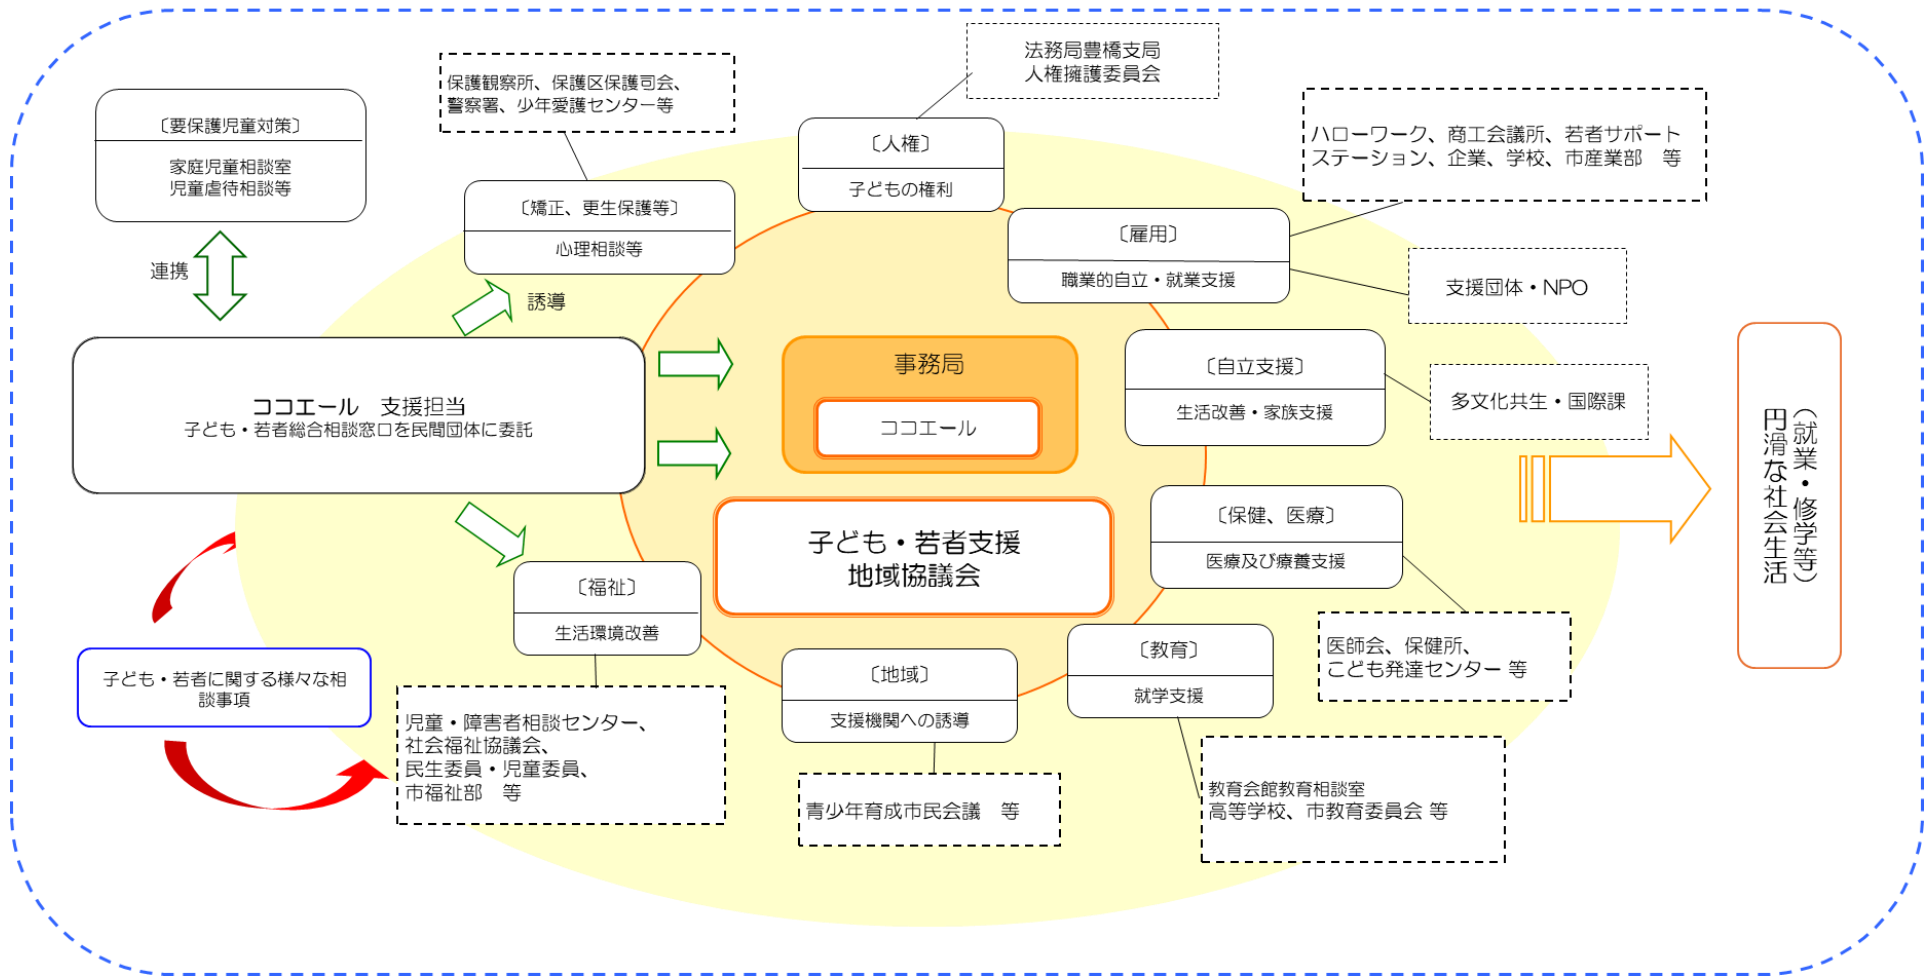 法務局豊橋支局
人権擁護委員会
保護観察所、保護区保護司会、
警察署、少年愛護センター等
〔要保護児童対策〕
家庭児童相談室
児童虐待相談等
〔人権〕
子どもの権利
ハローワーク、商工会議所、若者サポート
ステーション、企業、学校、市産業部　等
〔矯正、更生保護等〕
心理相談等
〔雇用〕
職業的自立・就業支援
連携
誘導
支援団体・NPO
ココエール　支援担当
子ども・若者総合相談窓口を民間団体に委託
事務局
ココエール
〔自立支援〕
生活改善・家族支援
多文化共生・国際課
（就業・修学等）
円滑な社会生活
子ども・若者支援
地域協議会
〔保健、医療〕
医療及び療養支援
〔福祉〕
生活環境改善
医師会、保健所、
こども発達センター 等
〔教育〕
就学支援
〔地域〕
支援機関への誘導
子ども・若者に関する様々な相
談事項
児童・障害者相談センター、
社会福祉協議会、
民生委員・児童委員、
市福祉部　等
青少年育成市民会議　等
教育会館教育相談室
高等学校、市教育委員会 等